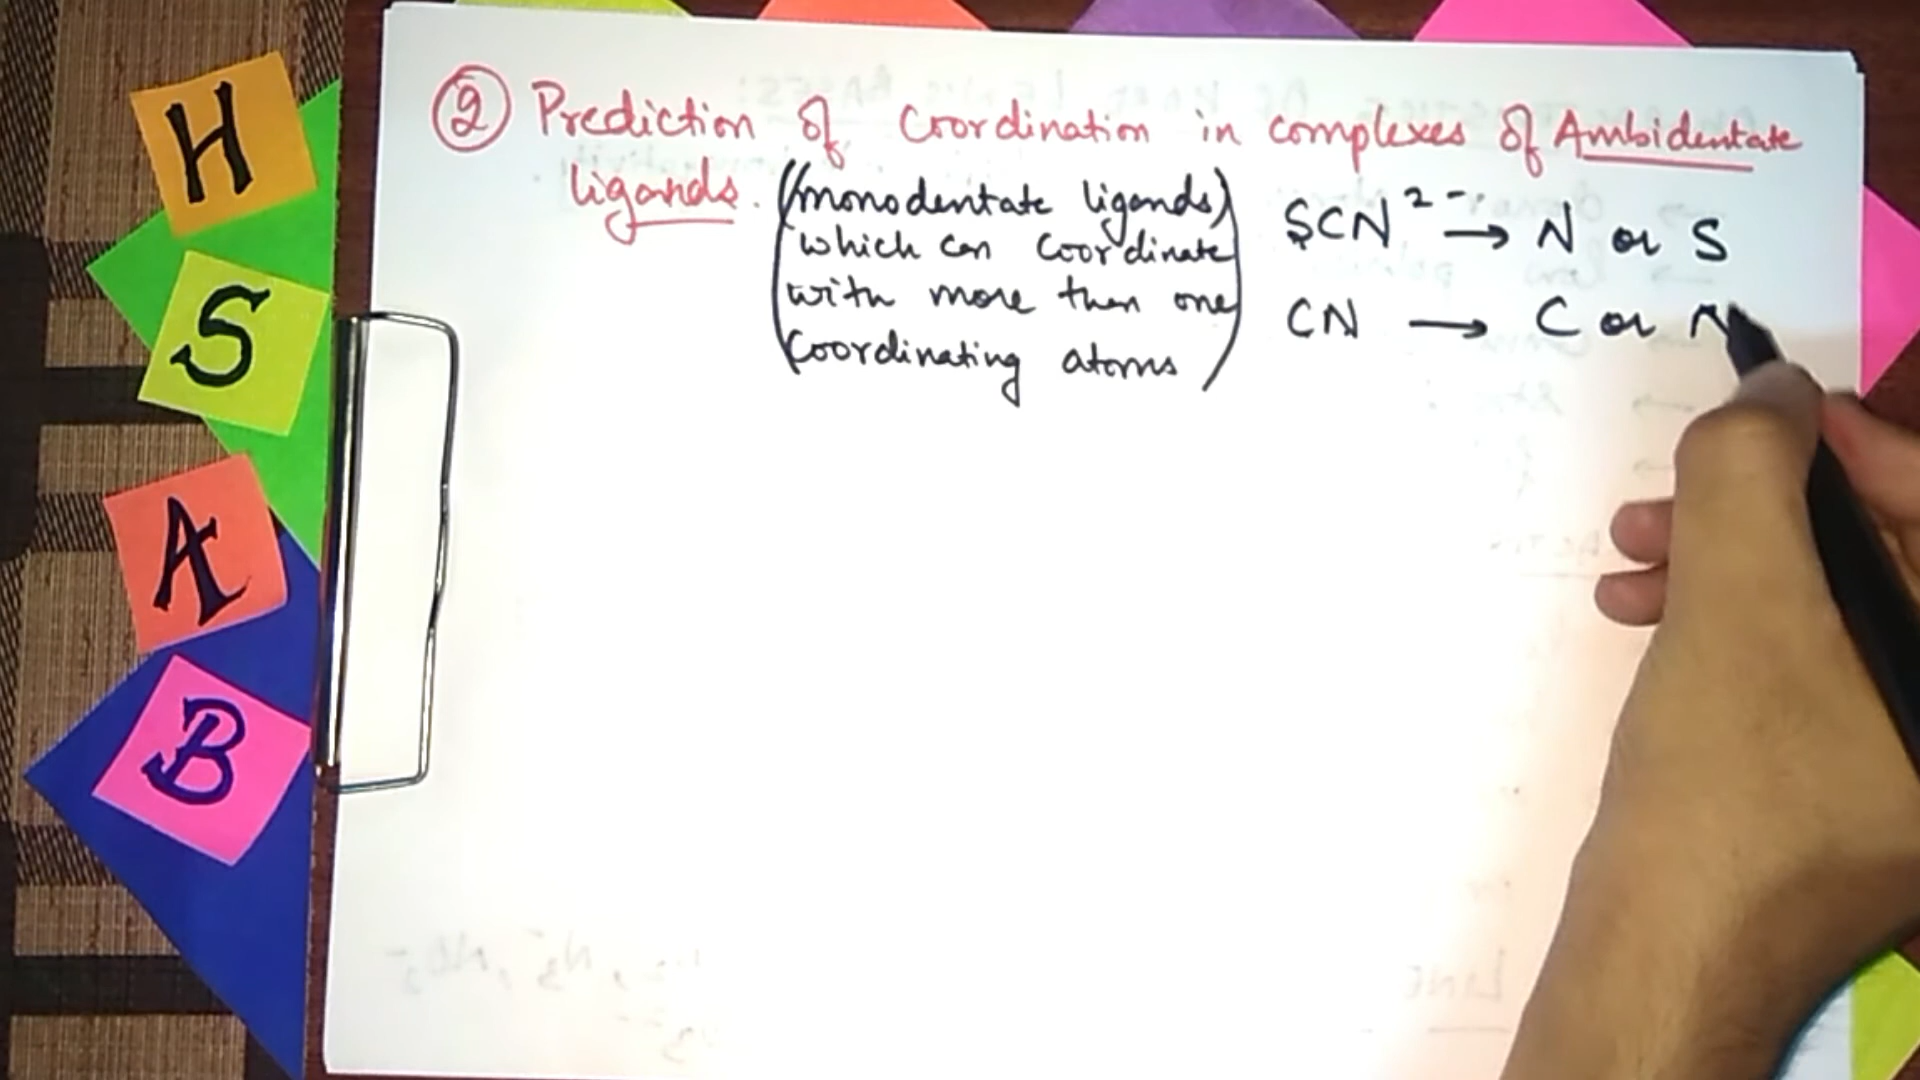 H
S
A
B
② Prediction of Coordination in complexes of Ambidentate
ligands. (monodentate ligands)
which can coordinate
with more than one
coordinating atoms)
SCN²⁻ → N or S
CN → C or N